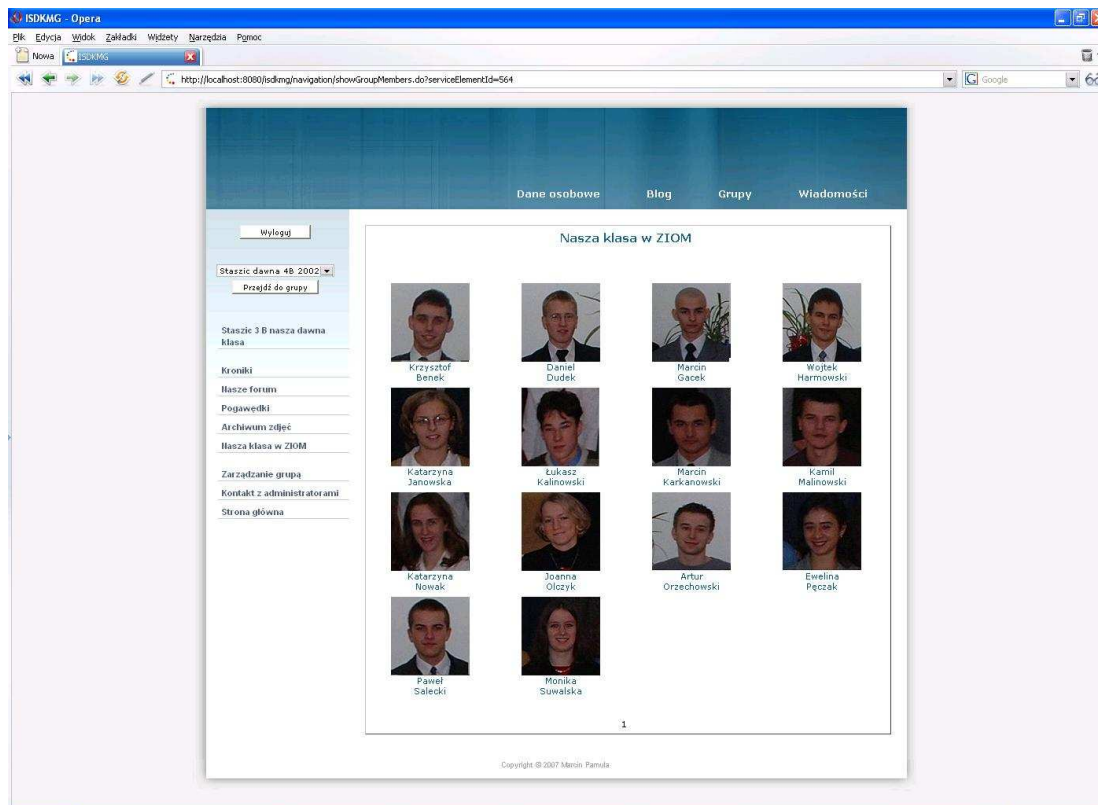 ISDKMG - Opera
Plik Edycja Widok Zakładki Widżety Narzędzia Pomoc
Nowa ISDKMG
http://localhost:8080/isdkmg/navigation/showGroupMembers.do?serviceElementId=564 Google
Dane osobowe Blog Grupy Wiadomości
Wyloguj
Staszic dawna 4B 2002
Przejdź do grupy
Staszic 3 B nasza dawna
klasa
Kroniki
Nasze forum
Pogawędki
Archiwum zdjęć
Nasza klasa w ZIOM
Zarządzanie grupą
Kontakt z administratorami
Strona główna
Nasza klasa w ZIOM
Krzysztof Daniel Marcin Wojtek
Benek Dudek Gacek Harmowski
Katarzyna Łukasz Marcin Kamil
Janowska Kalinowski Karkanowski Malinowski
Katarzyna Joanna Artur Ewelina
Nowak Olczyk Orzechowski Pęczak
Paweł Monika
Salecki Suwalska
1
Copyright © 2007 Marcin Pamuła